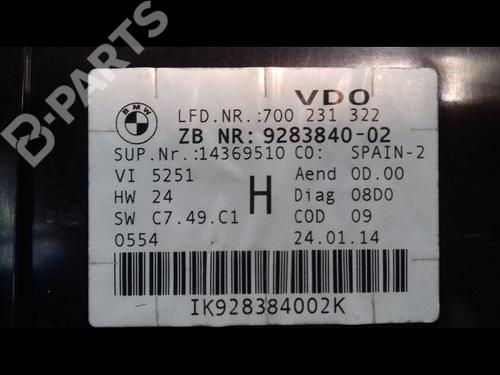 B-PARTS
BMW
VDO
LFD.NR.:700 231 322
ZB NR: 9283840-02
SUP.Nr.:14369510 CO: SPAIN-2
VI 5251 Aend 0D.00
HW 24 H Diag 08D0
SW C7.49.C1 COD 09
0554 24.01.14
IK928384002K
B-PARTS